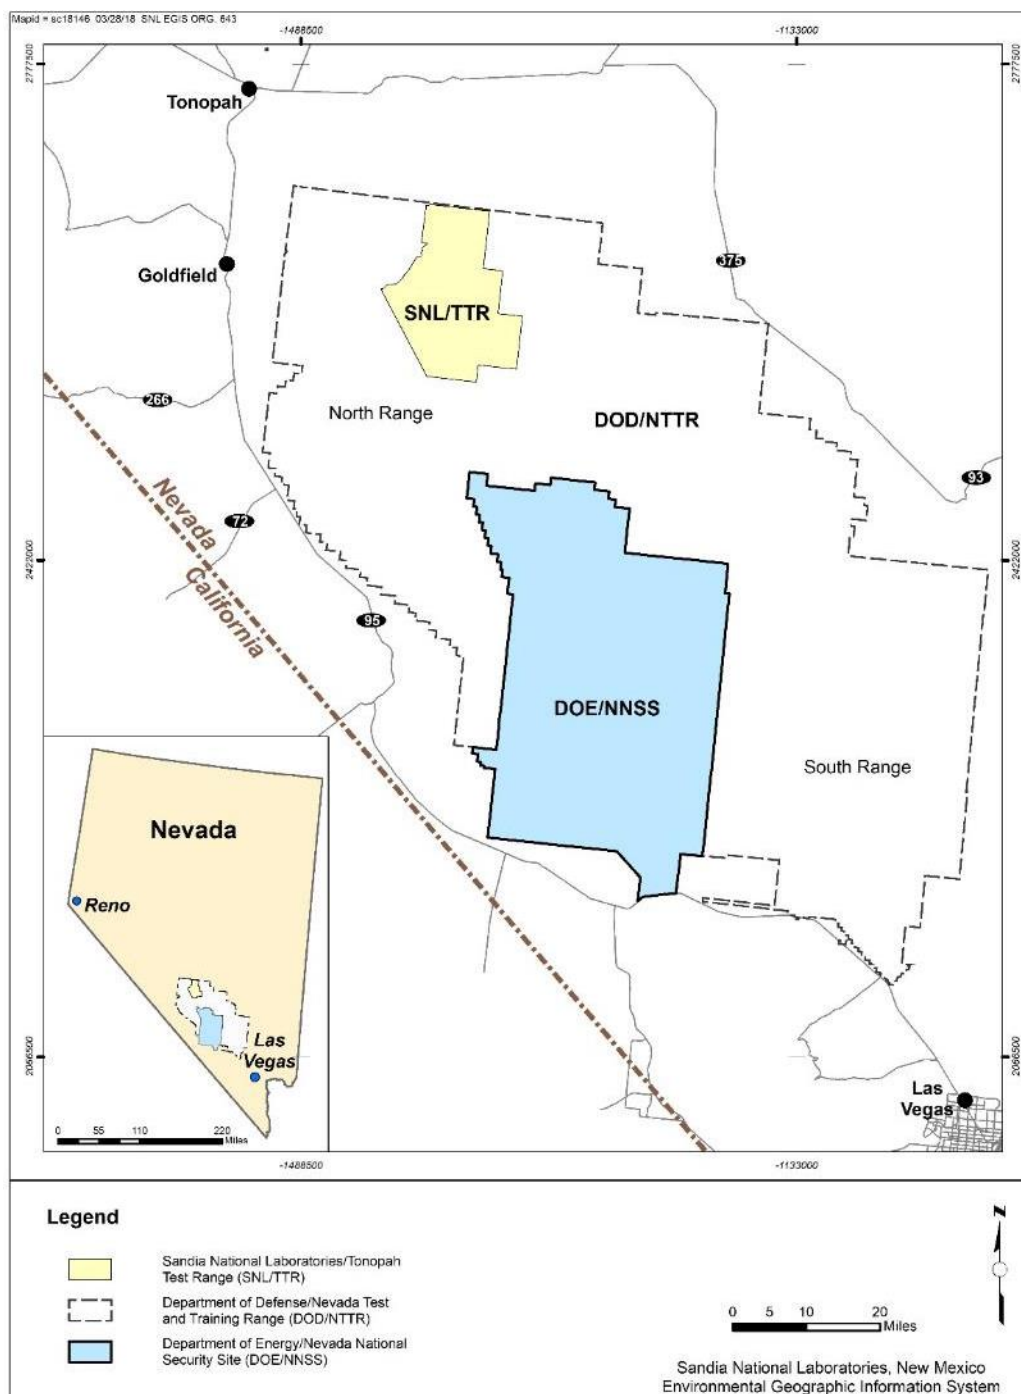 Mapid = sc18146 03/28/18 SNL EGIS ORG. 643
-1488500
-1133000
2777500
2777500
Tonopah
Goldfield
375
SNL/TTR
266
North Range
DOD/NTTR
93
72
Nevada
California
2422000
2422000
95
DOE/NNSS
South Range
Nevada
Reno
Las
Vegas
0 55 110 220
Miles
2066500
2066500
Las
Vegas
-1488500
-1133000
Legend
Sandia National Laboratories/Tonopah
Test Range (SNL/TTR)
Department of Defense/Nevada Test
and Training Range (DOD/NTTR)
Department of Energy/Nevada National
Security Site (DOE/NNSS)
N
0 5 10 20
Miles
Sandia National Laboratories, New Mexico
Environmental Geographic Information System